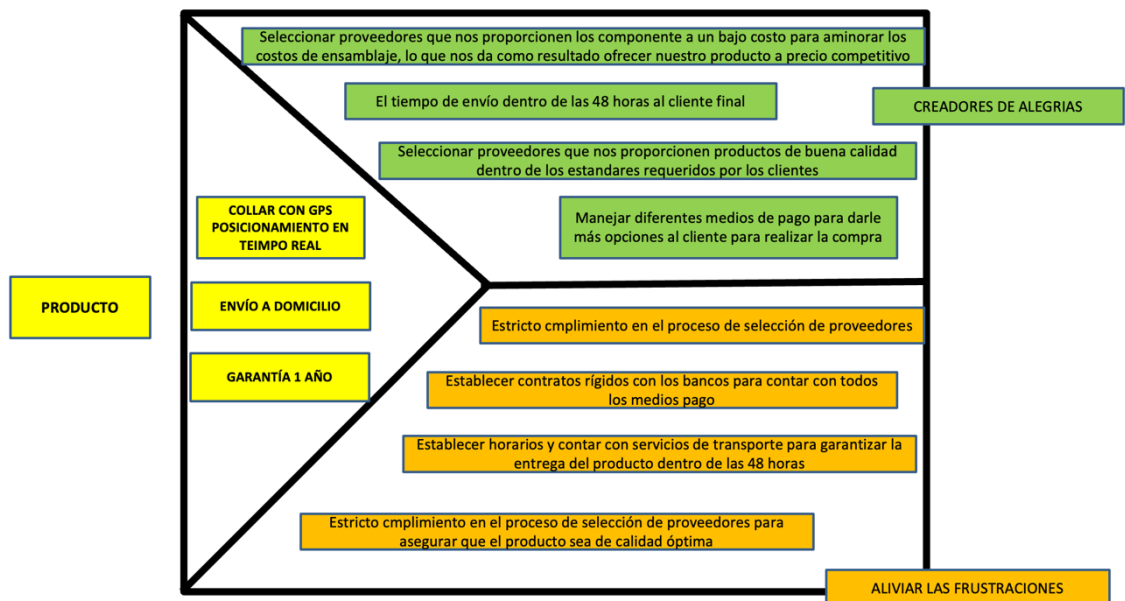 Seleccionar proveedores que nos proporcionen los componente a un bajo costo para aminorar los
costos de ensamblaje, lo que nos da como resultado ofrecer nuestro producto a precio competitivo
El tiempo de envío dentro de las 48 horas al cliente final
CREADORES DE ALEGRIAS
Seleccionar proveedores que nos proporcionen productos de buena calidad
dentro de los estandares requeridos por los clientes
Manejar diferentes medios de pago para darle
más opciones al cliente para realizar la compra
COLLAR CON GPS
POSICIONAMIENTO EN
TEIMPO REAL
PRODUCTO
ENVÍO A DOMICILIO
GARANTÍA 1 AÑO
Estricto cmplimiento en el proceso de selección de proveedores
Establecer contratos rígidos con los bancos para contar con todos
los medios pago
Establecer horarios y contar con servicios de transporte para garantizar la
entrega del producto dentro de las 48 horas
Estricto cmplimiento en el proceso de selección de proveedores para
asegurar que el producto sea de calidad óptima
ALIVIAR LAS FRUSTRACIONES